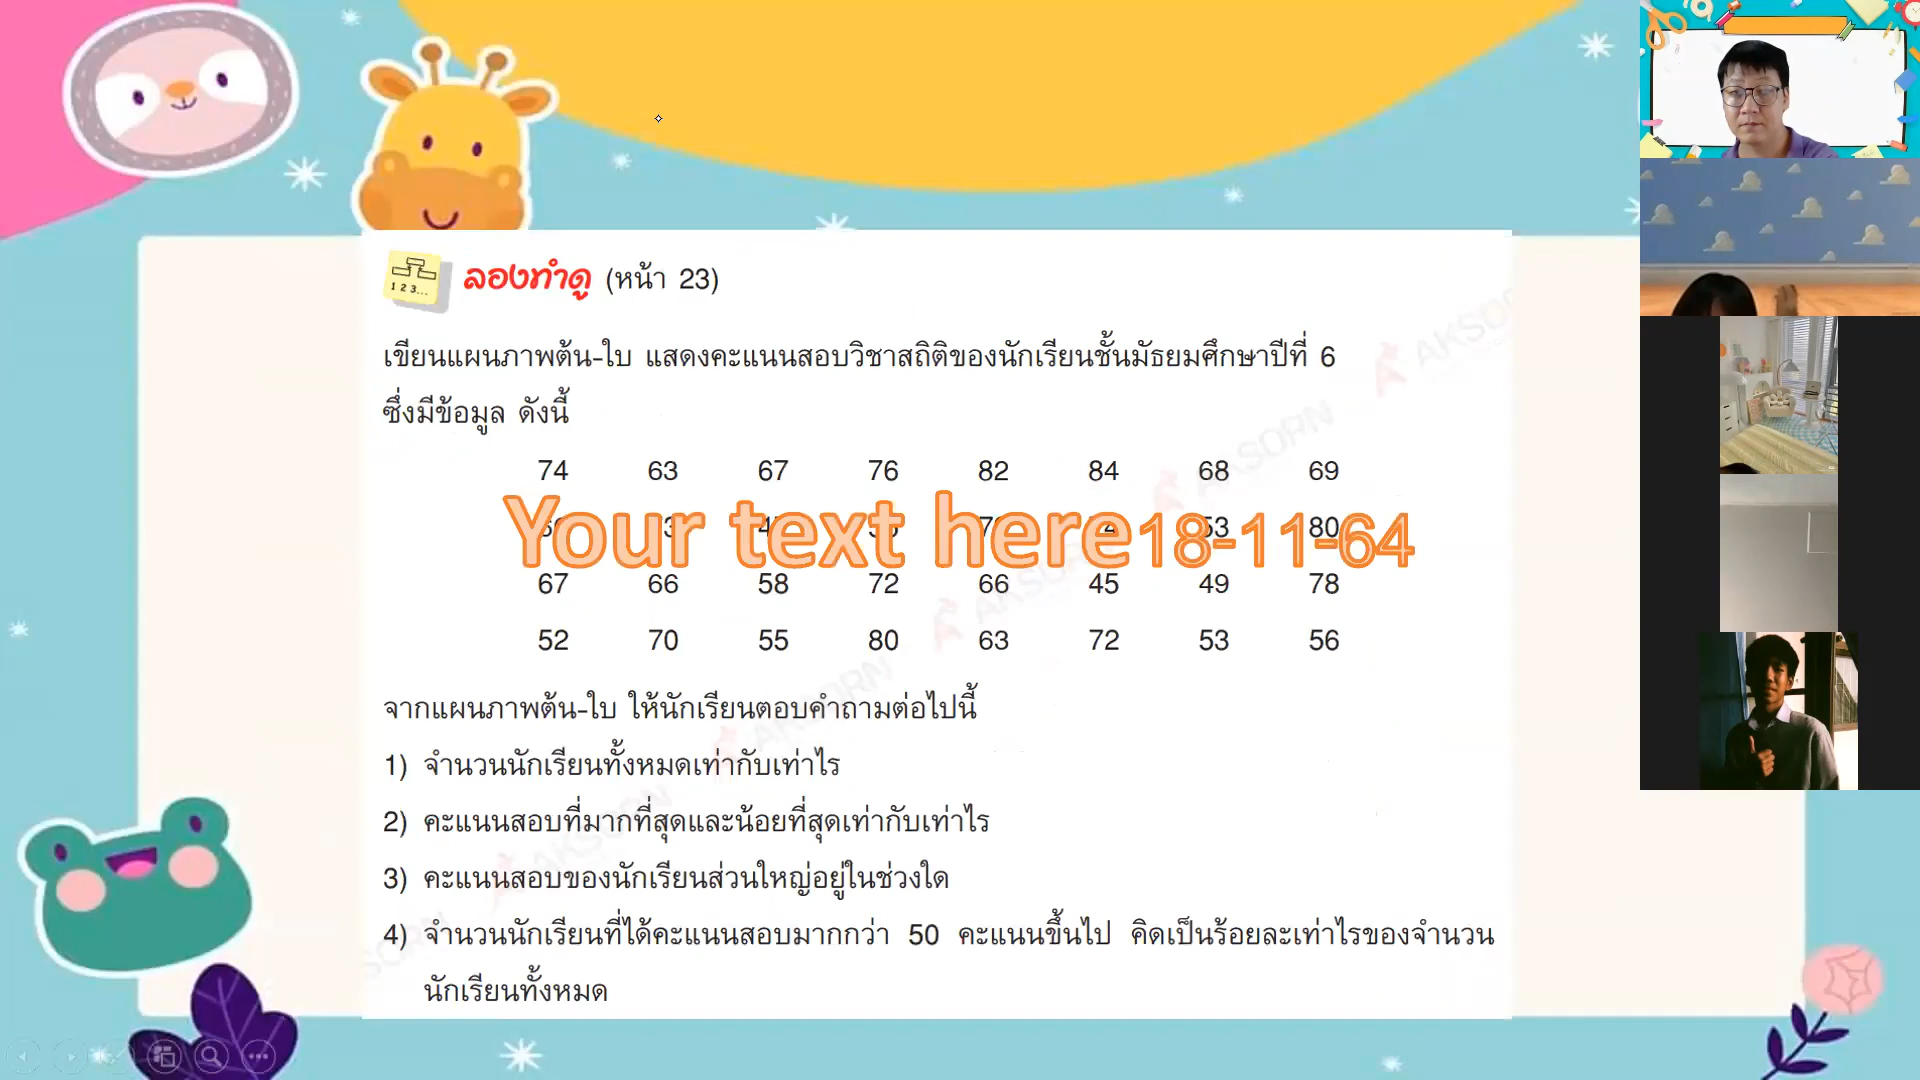 ลองทำดู (หน้า 23)
1 2 3...
เขียนแผนภาพต้น-ใบ แสดงคะแนนสอบวิชาสถิติของนักเรียนชั้นมัธยมศึกษาปีที่ 6
ซึ่งมีข้อมูล ดังนี้
74 63 67 76 82 84 68 69
Your text here18-11-64
53 80
67 66 58 72 66 45 49 78
52 70 55 80 63 72 53 56
จากแผนภาพต้น-ใบ ให้นักเรียนตอบคำถามต่อไปนี้
1) จำนวนนักเรียนทั้งหมดเท่ากับเท่าไร
2) คะแนนสอบที่มากที่สุดและน้อยที่สุดเท่ากับเท่าไร
3) คะแนนสอบของนักเรียนส่วนใหญ่อยู่ในช่วงใด
4) จำนวนนักเรียนที่ได้คะแนนสอบมากกว่า 50 คะแนนขึ้นไป คิดเป็นร้อยละเท่าไรของจำนวน
นักเรียนทั้งหมด
AKSORN
AKSORN
AKSORN
AKSORN
AKSORN